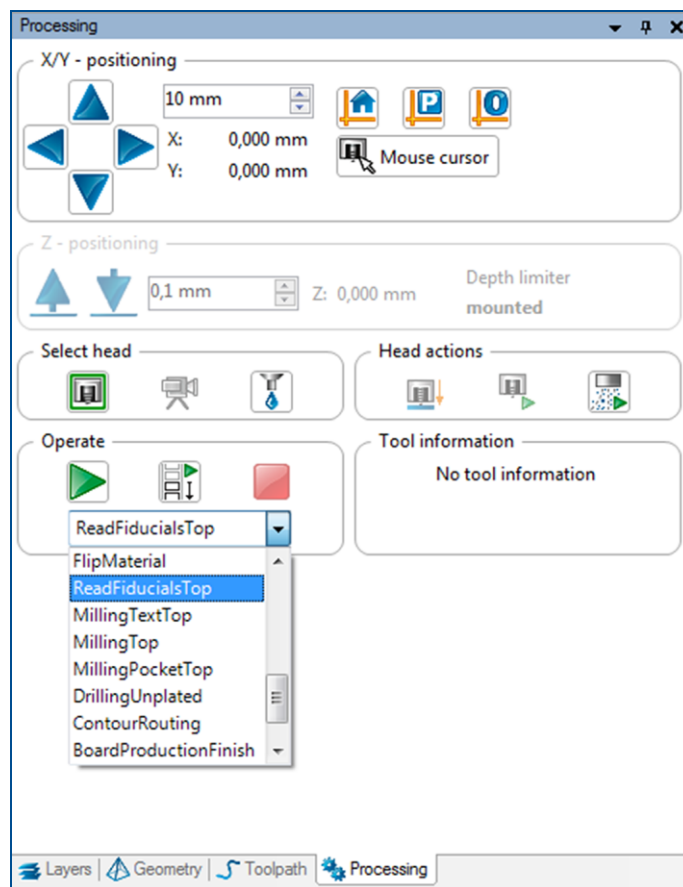 Processing
X/Y - positioning
10 mm
X: 0,000 mm
Y: 0,000 mm
P
0
Mouse cursor
Z - positioning
0,1 mm
Z: 0,000 mm
Depth limiter
mounted
Select head
Head actions
Operate
Tool information
No tool information
ReadFiducialsTop
FlipMaterial
ReadFiducialsTop
MillingTextTop
MillingTop
MillingPocketTop
DrillingUnplated
ContourRouting
BoardProductionFinish
Layers Geometry Toolpath Processing